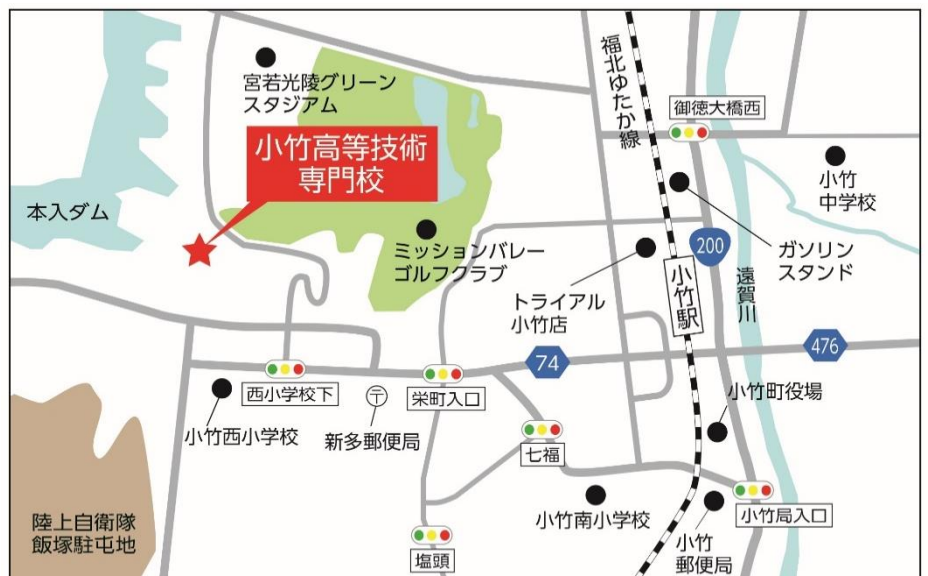 宮若光陵グリーン
スタジアム
小竹高等技術
専門校
本入ダム
ミッションバレー
ゴルフクラブ
福北ゆたか線
御徳大橋西
小竹
中学校
ガソリン
スタンド
200
遠賀川
小竹駅
トライアル
小竹店
74
476
西小学校下
小竹西小学校
〒
新多郵便局
栄町入口
七福
小竹町役場
小竹南小学校
小竹局入口
小竹
郵便局
塩頭
陸上自衛隊
飯塚駐屯地